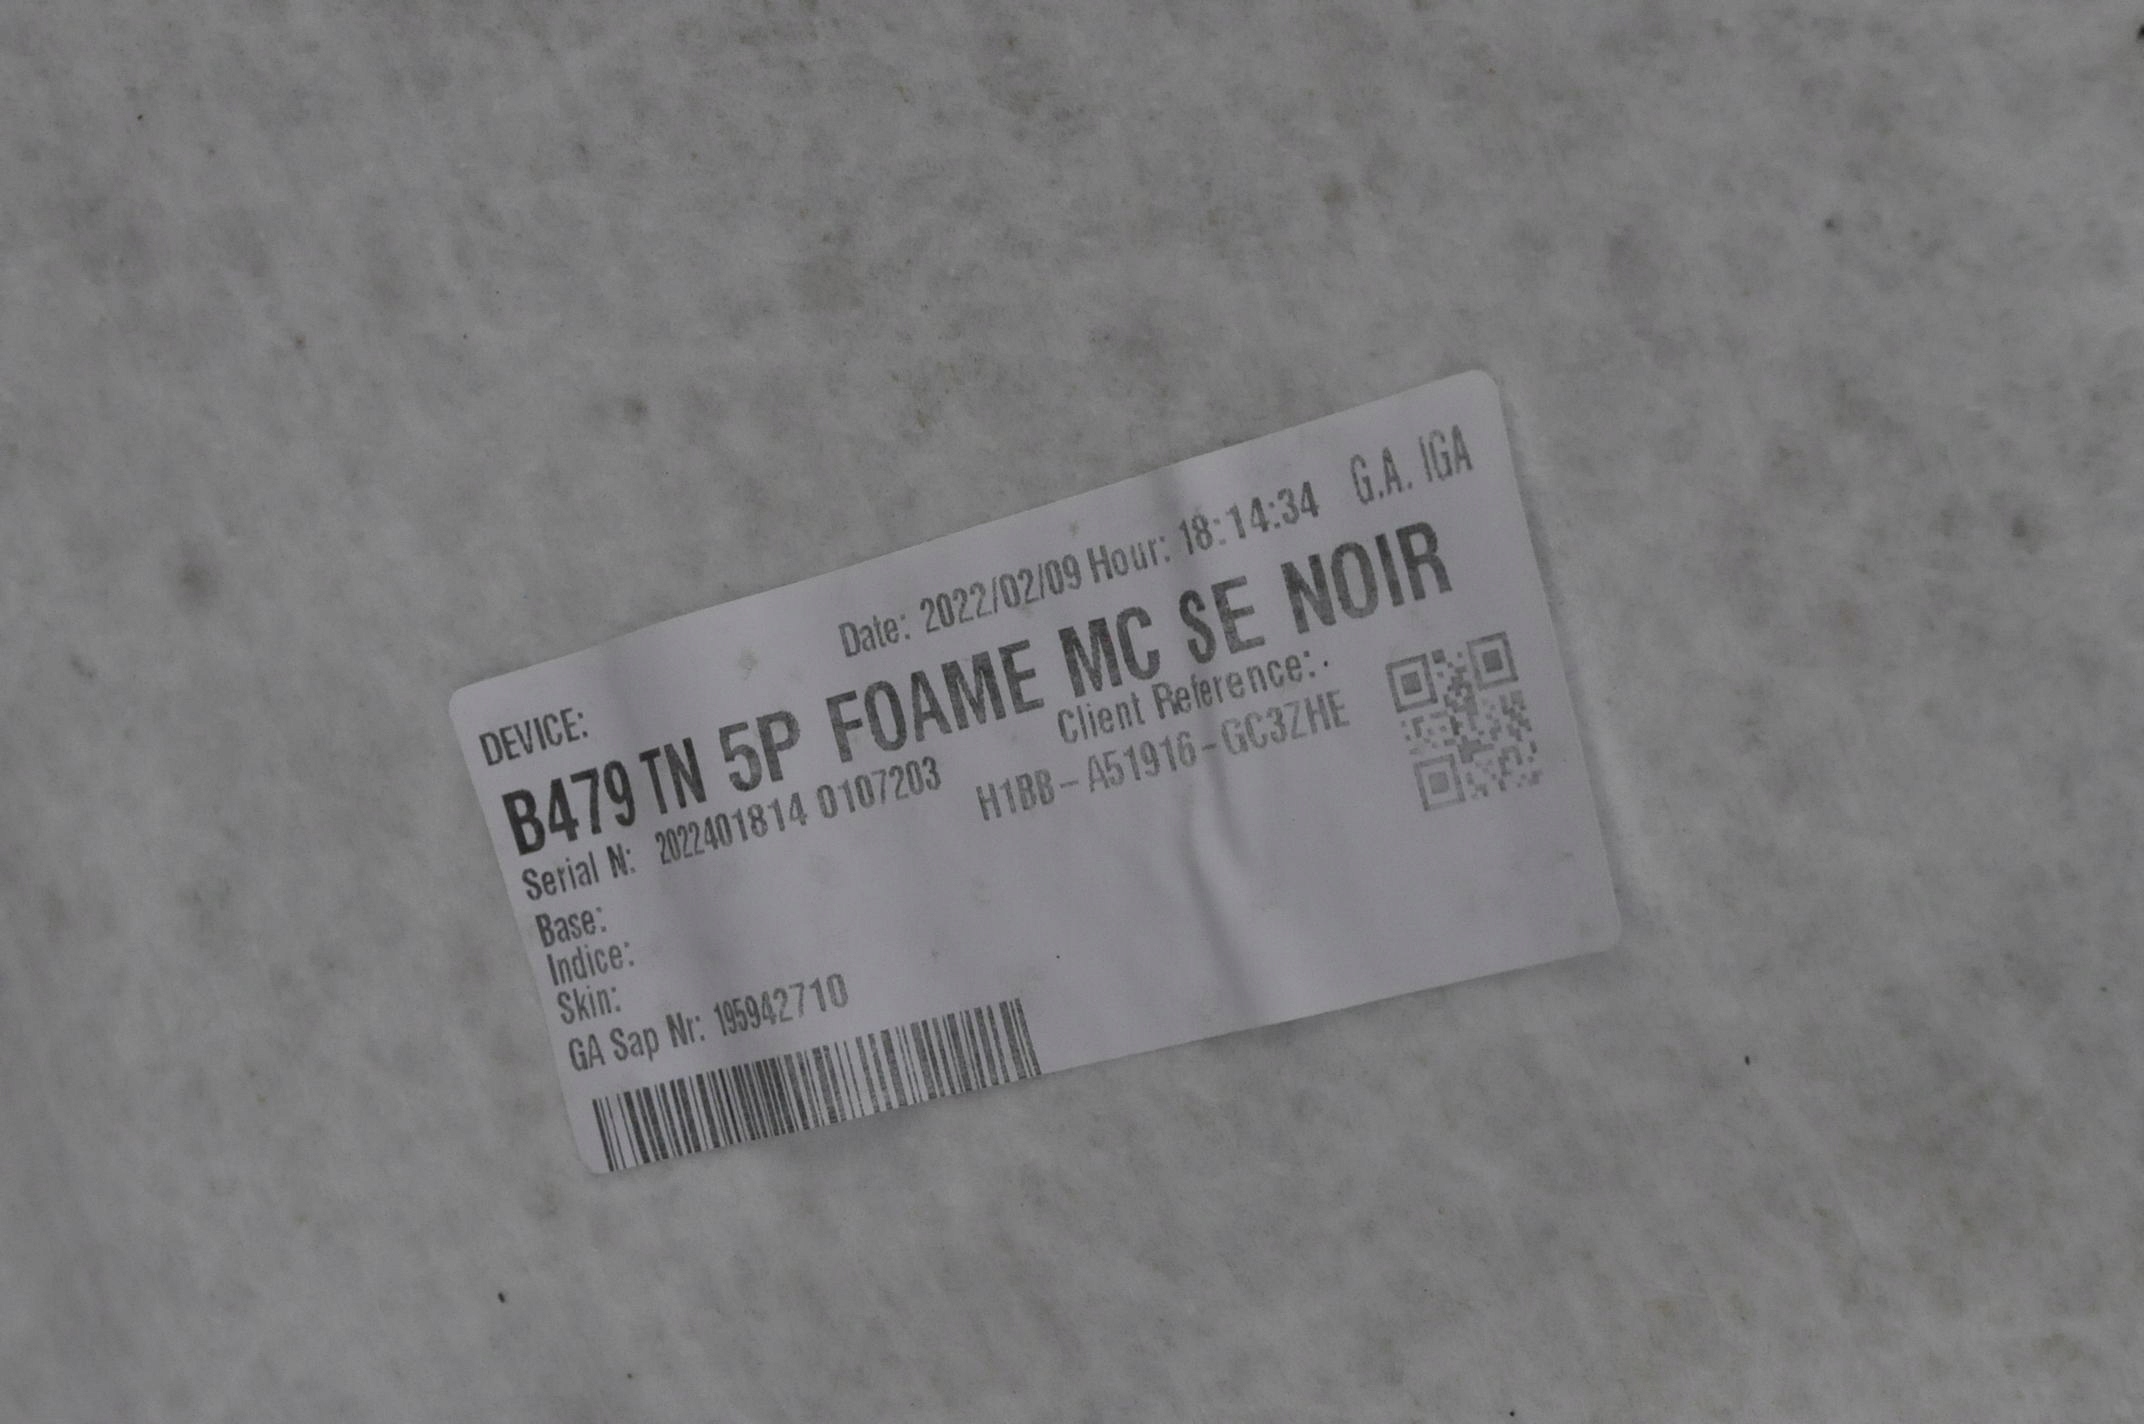 Date: 2022/02/09 Hour: 18:14:34 G.A. IGA
DEVICE:
B479 TN 5P FOAME MC SE NOIR
Serial N: 2022401814 0107203
Client Reference: .
H1BB-A51916-GC3ZHE
Base:
Indice:
Skin:
GA Sap Nr: 195942710